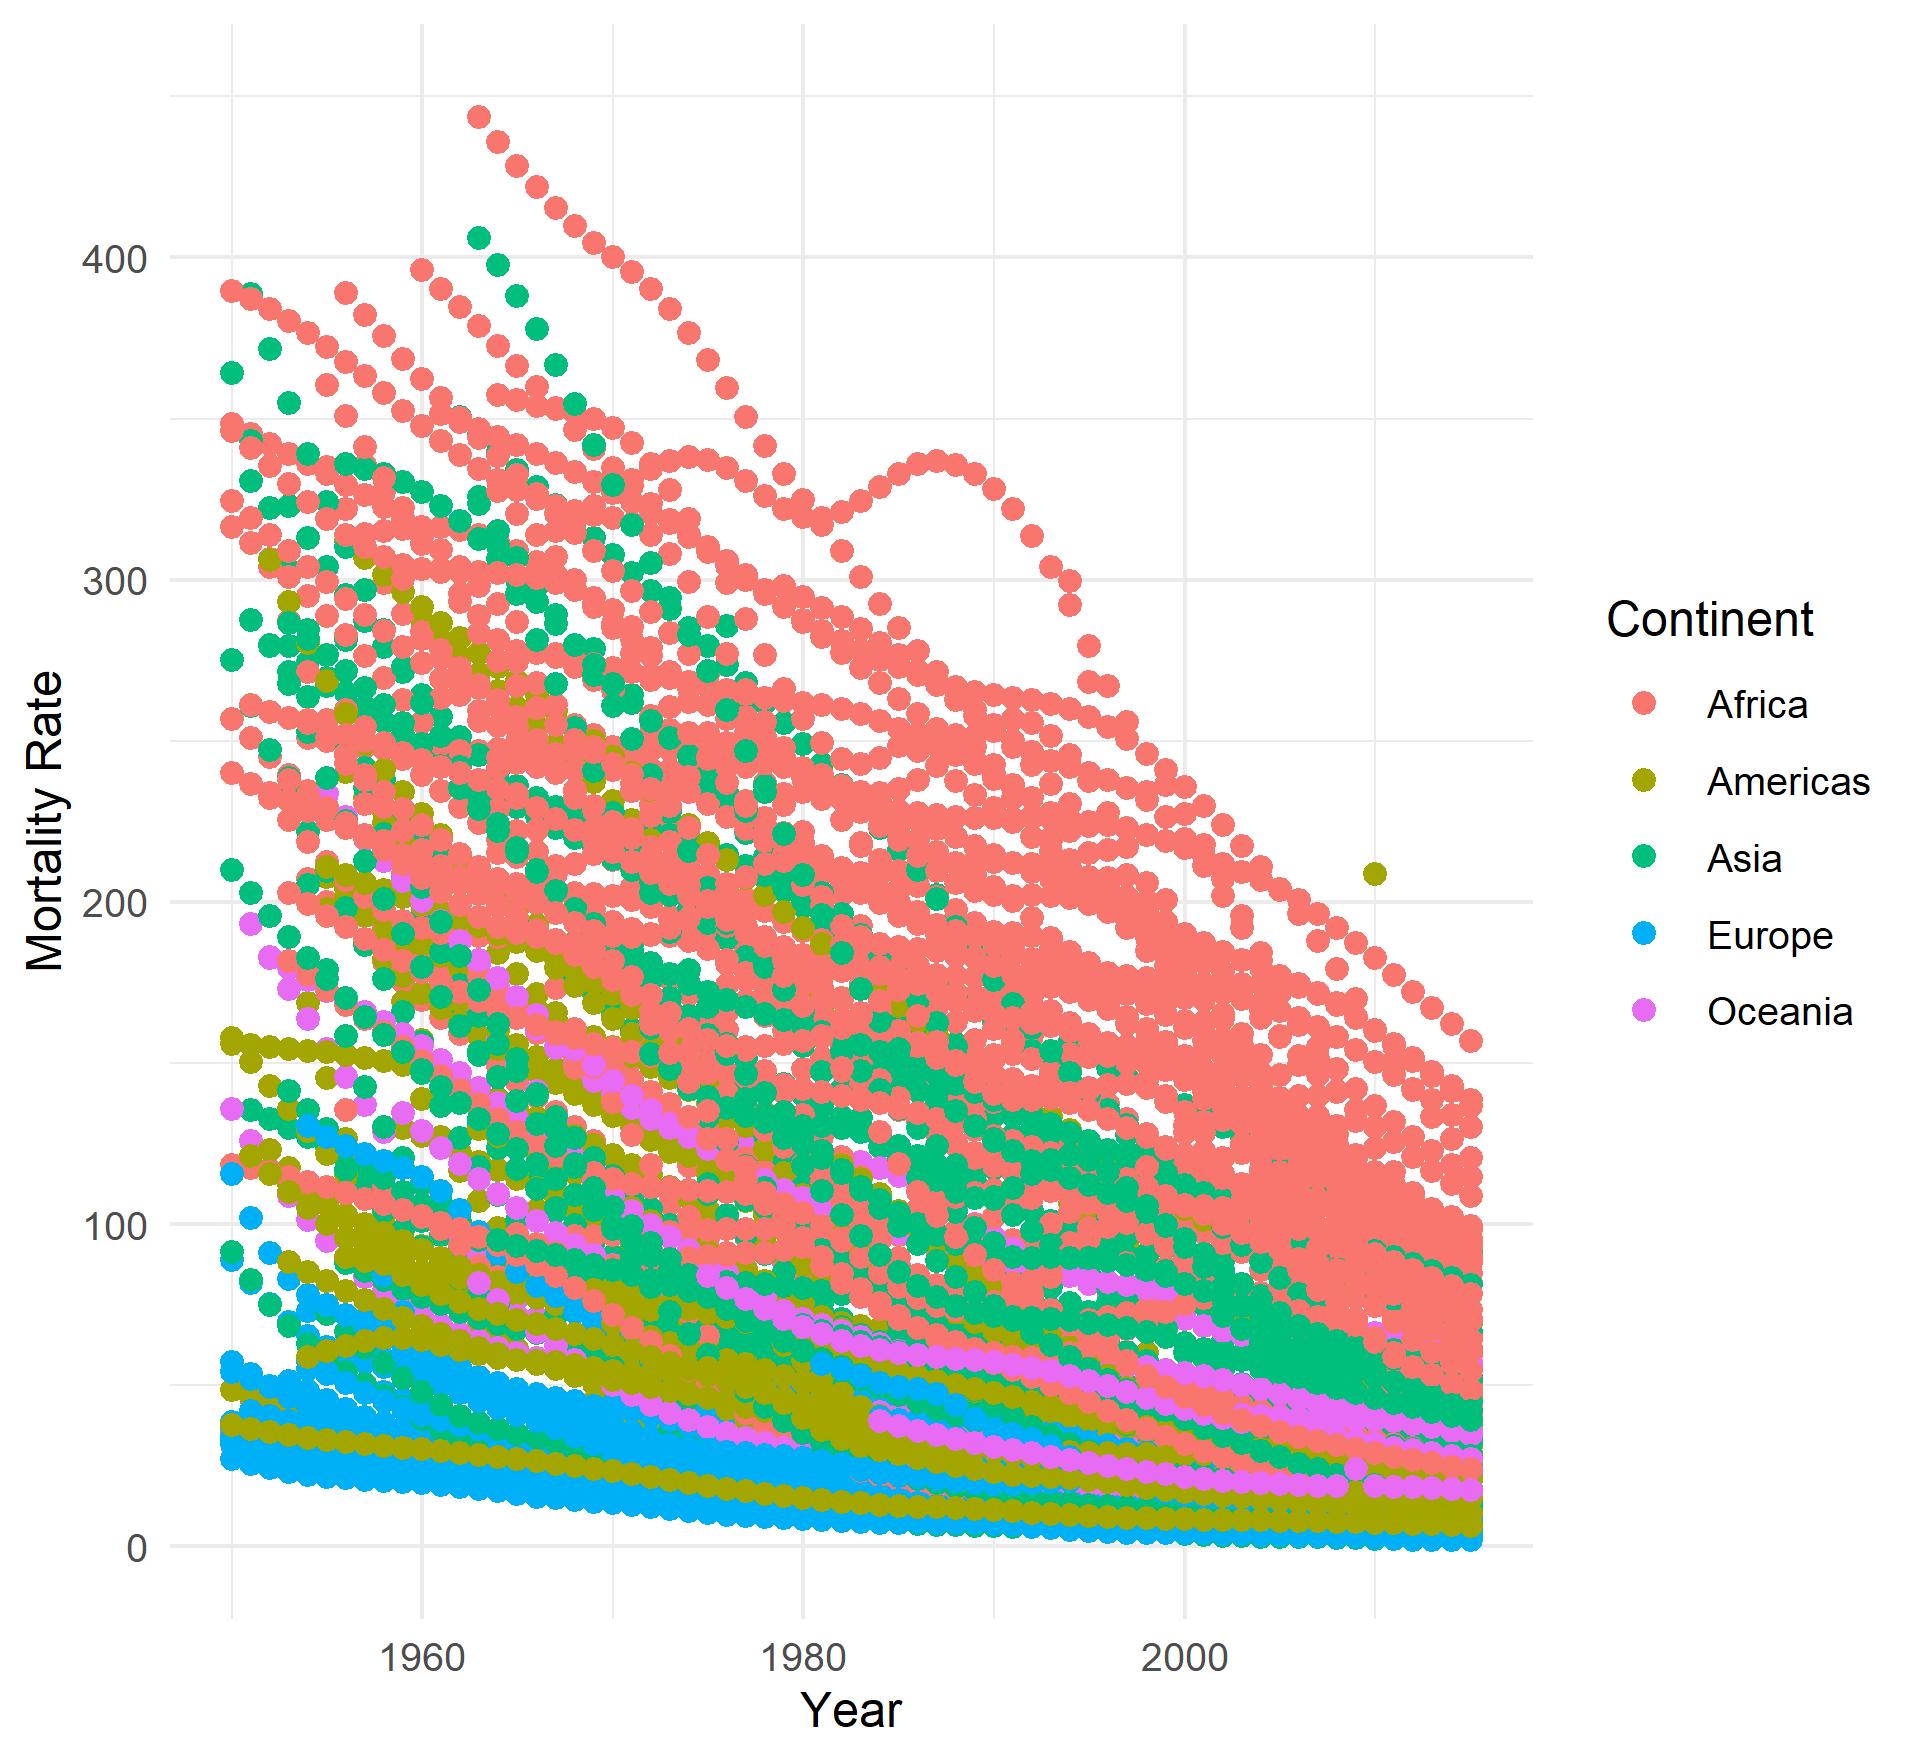 400
300
200
100
0
Mortality Rate
1960
1980
2000
Year
Continent
Africa
Americas
Asia
Europe
Oceania